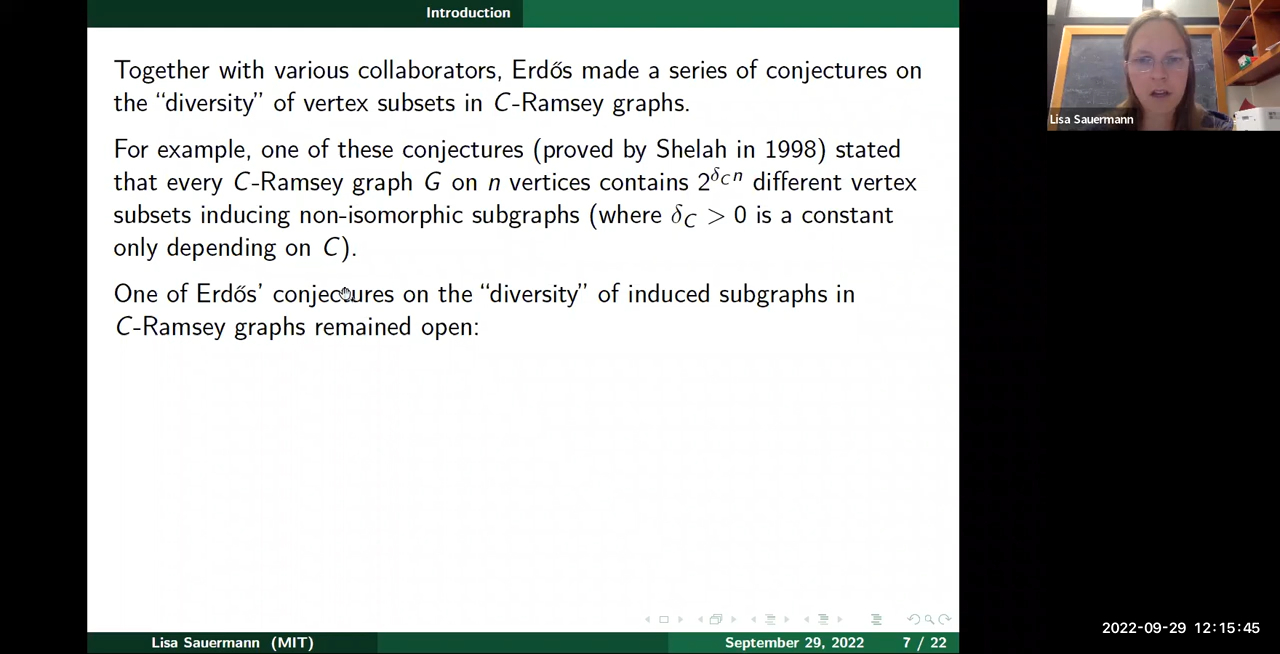 Introduction
Together with various collaborators, Erdős made a series of conjectures on
the “diversity” of vertex subsets in C-Ramsey graphs.
For example, one of these conjectures (proved by Shelah in 1998) stated
that every C-Ramsey graph G on n vertices contains 2^{δ_C n} different vertex
subsets inducing non-isomorphic subgraphs (where δ_C > 0 is a constant
only depending on C).
One of Erdős’ conjectures on the “diversity” of induced subgraphs in
C-Ramsey graphs remained open:
Lisa Sauermann (MIT)
September 29, 2022
7 / 22
Lisa Sauermann
2022-09-29 12:15:45